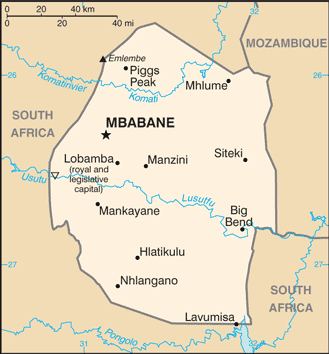 0 20 40 km
0 20 40 mi
32
MOZAMBIQUE
Emlembe
26
Komatirivier
Piggs
Peak
Mhlume
Komati
SOUTH
AFRICA
MBABANE
Lobamba
(royal and
legislative
capital)
Manzini
Siteki
Usutu
Lusutfu
Mankayane
Big
Bend
Hlatikulu
27
27
Nhlangano
SOUTH
AFRICA
Lavumisa
Pongolo
31
32